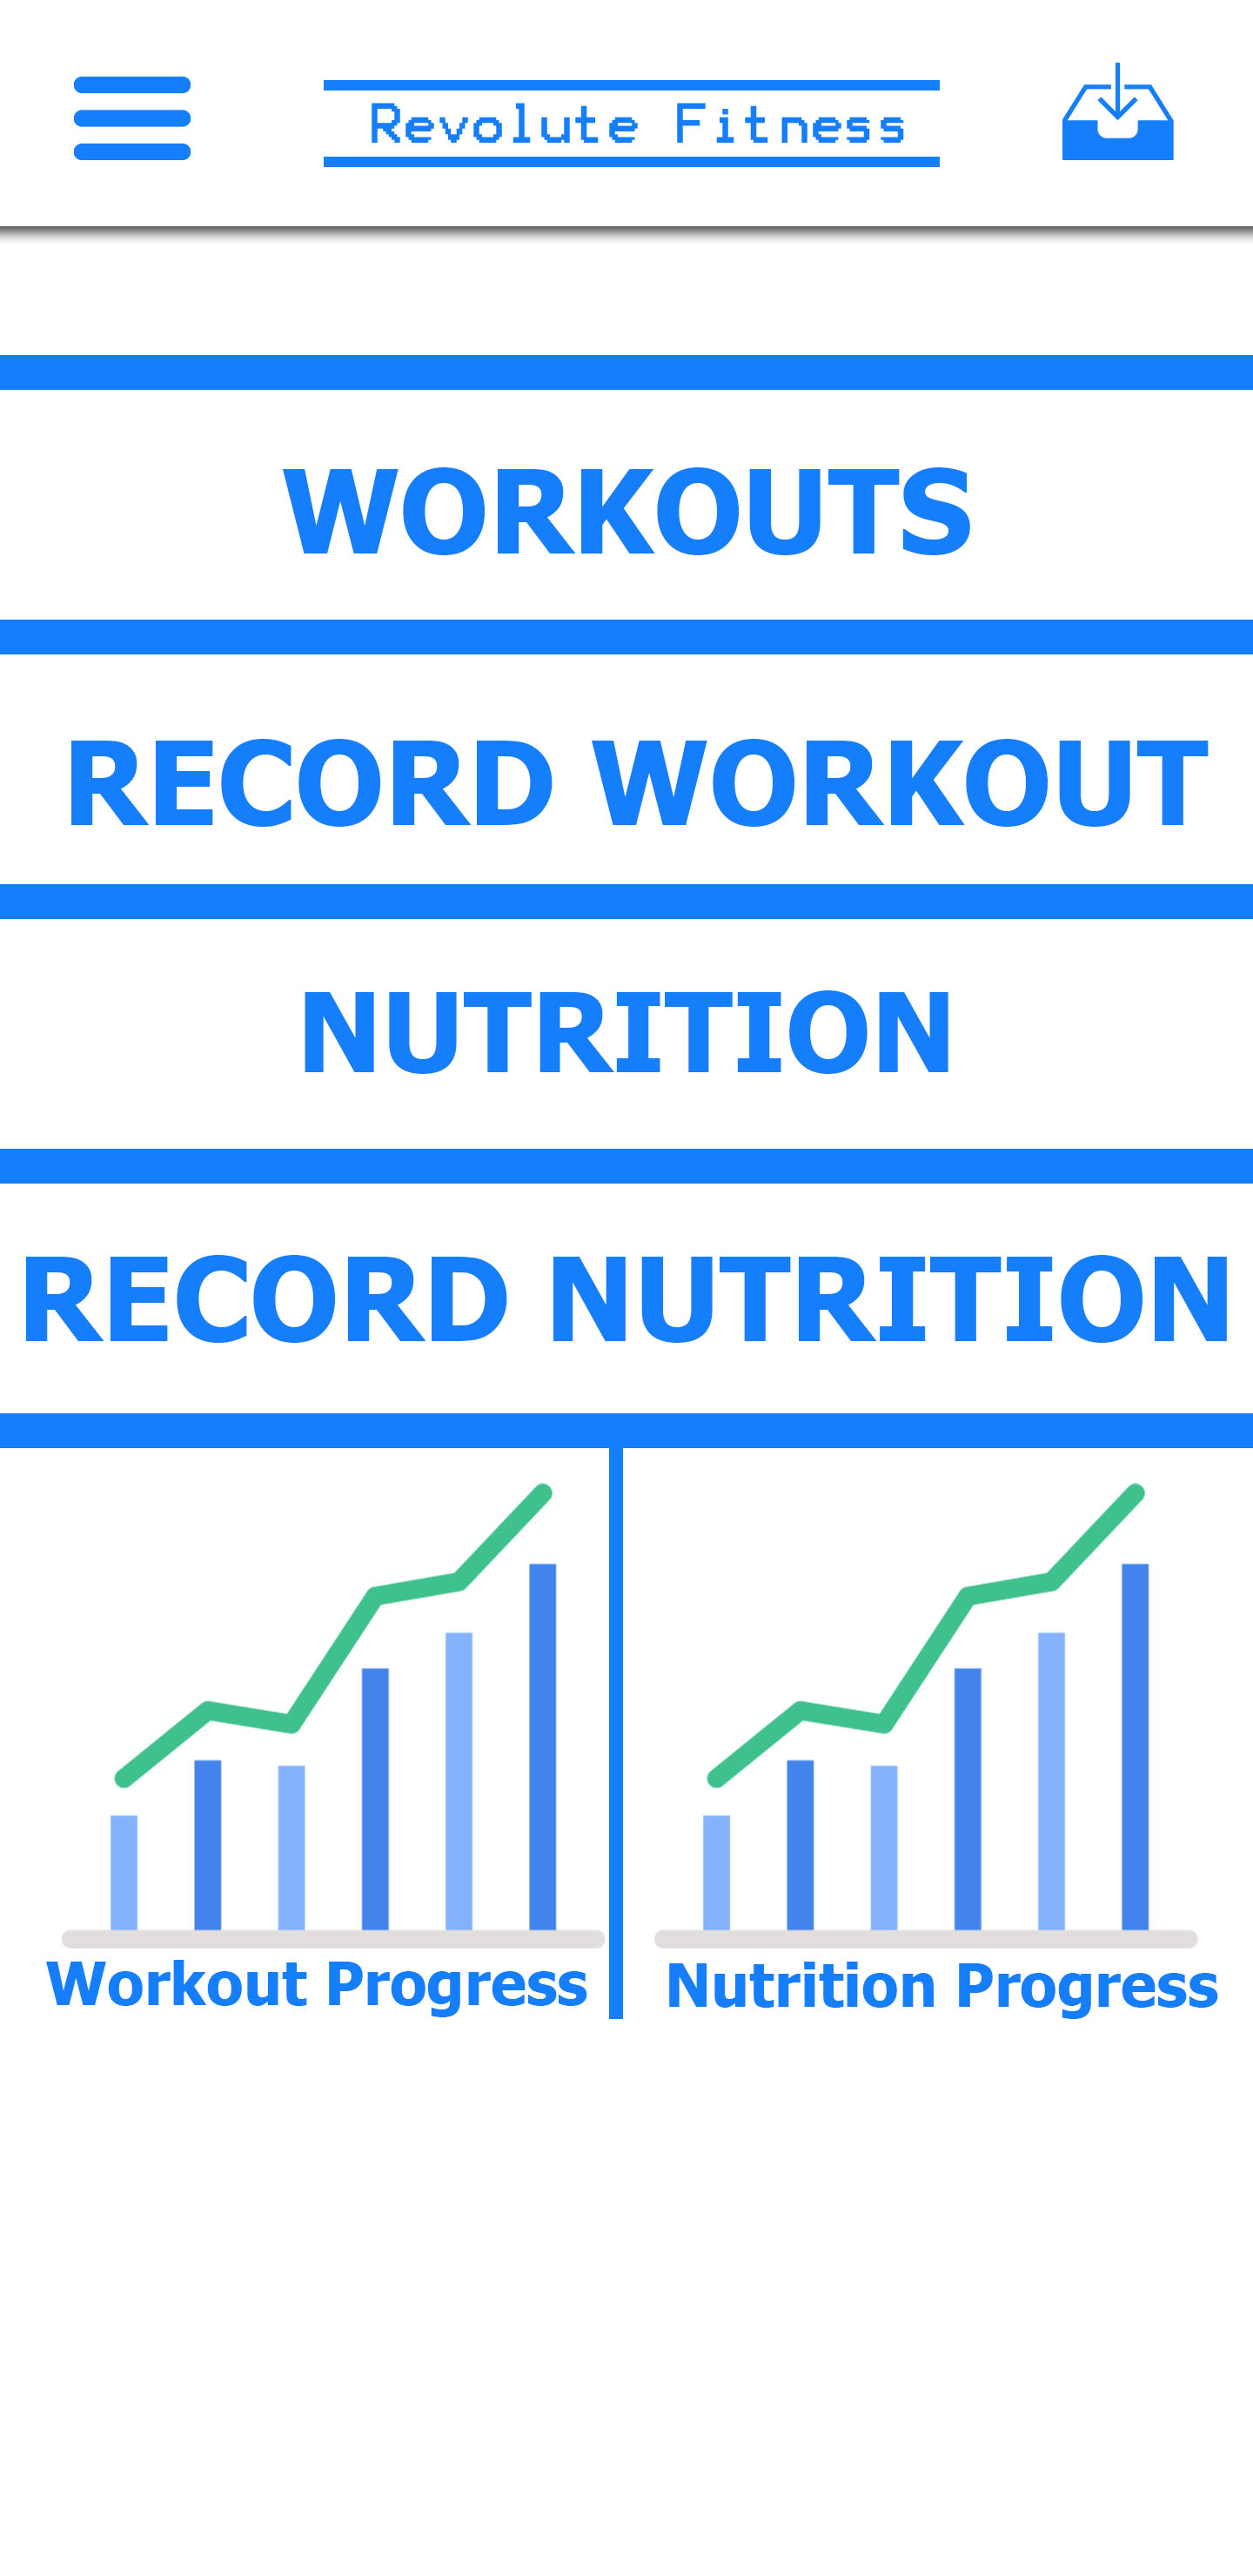 Revolute Fitness
WORKOUTS
RECORD WORKOUT
NUTRITION
RECORD NUTRITION
Workout Progress
Nutrition Progress